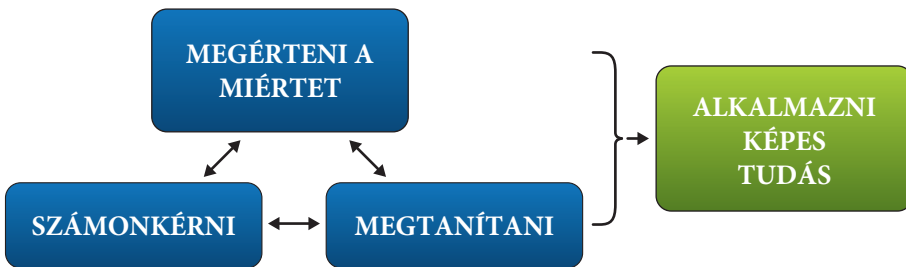 MEGÉRTENI A
MIÉRTET
SZÁMONKÉRNI
MEGTANÍTANI
ALKALMAZNI
KÉPES
TUDÁS